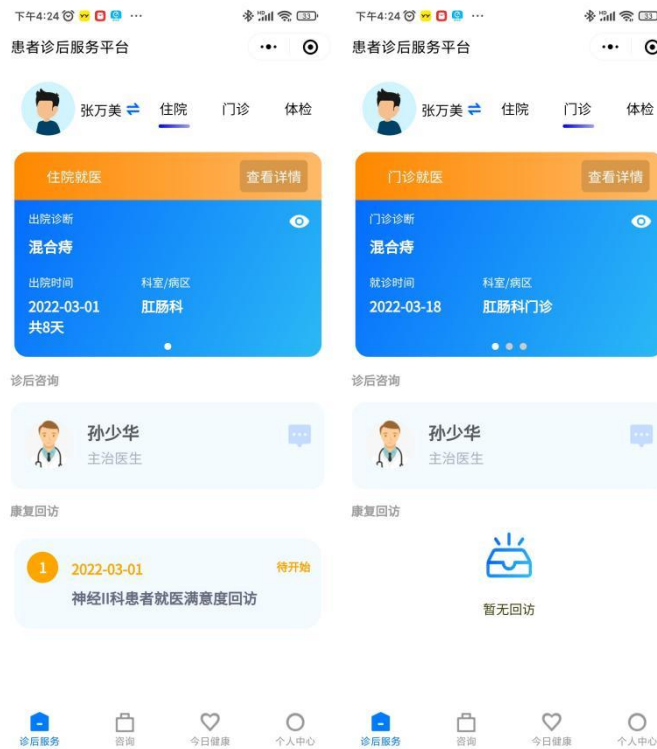 下午4:24
33
患者诊后服务平台
张万美
住院
门诊
体检
住院就医
查看详情
出院诊断
混合痔
出院时间
科室/病区
2022-03-01
肛肠科
共8天
诊后咨询
孙少华
主治医生
康复回访
1
2022-03-01
待开始
神经II科患者就医满意度回访
诊后服务
咨询
今日健康
个人中心
下午4:24
33
患者诊后服务平台
张万美
住院
门诊
体检
门诊就医
查看详情
门诊诊断
混合痔
就诊时间
科室/病区
2022-03-18
肛肠科门诊
诊后咨询
孙少华
主治医生
康复回访
暂无回访
诊后服务
咨询
今日健康
个人中心